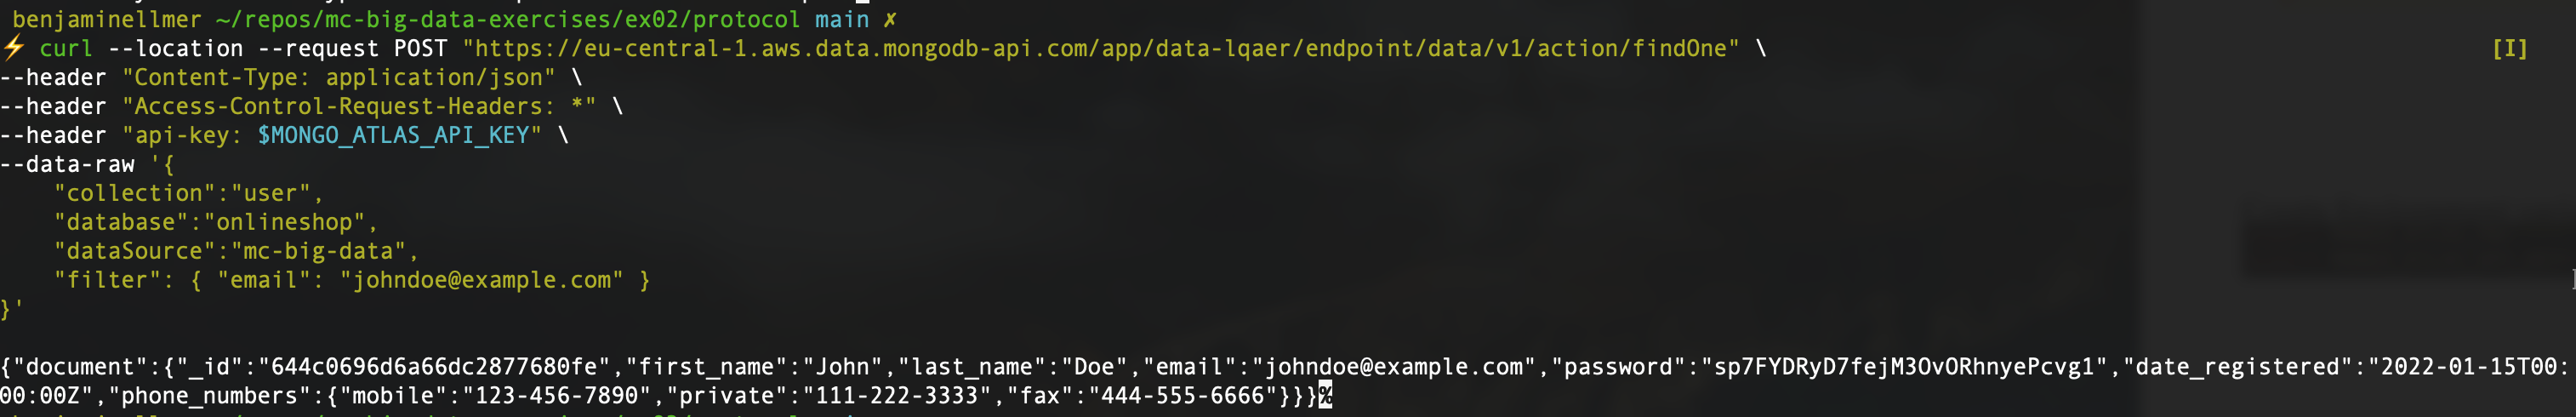 benjaminellmer ~/repos/mc-big-data-exercises/ex02/protocol main ✗
⚡ curl --location --request POST "https://eu-central-1.aws.data.mongodb-api.com/app/data-lqaer/endpoint/data/v1/action/findOne" \ [I]
--header "Content-Type: application/json" \
--header "Access-Control-Request-Headers: *" \
--header "api-key: $MONGO_ATLAS_API_KEY" \
--data-raw '{
    "collection":"user",
    "database":"onlineshop",
    "dataSource":"mc-big-data",
    "filter": { "email": "johndoe@example.com" }
}'
{"document":{"_id":"644c0696d6a66dc2877680fe","first_name":"John","last_name":"Doe","email":"johndoe@example.com","password":"sp7FYDRyD7fejM3OvORhnyePcvg1","date_registered":"2022-01-15T00:
00:00Z","phone_numbers":{"mobile":"123-456-7890","private":"111-222-3333","fax":"444-555-6666"}}}%